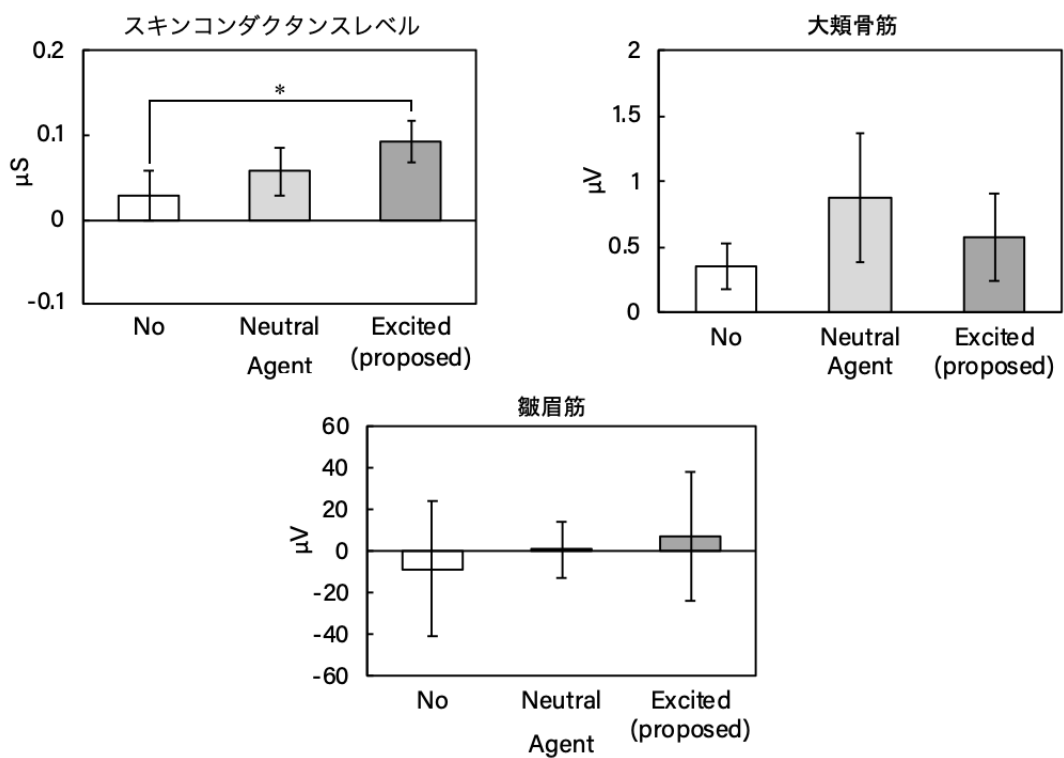 スキンコンダクタンスレベル
0.2
0.1
0
-0.1
μS
*
No
Neutral
Excited
(proposed)
Agent
大頬骨筋
2
1.5
1
0.5
0
μV
No
Neutral
Excited
Agent
(proposed)
皺眉筋
60
40
20
0
-20
-40
-60
μV
No
Neutral
Excited
(proposed)
Agent